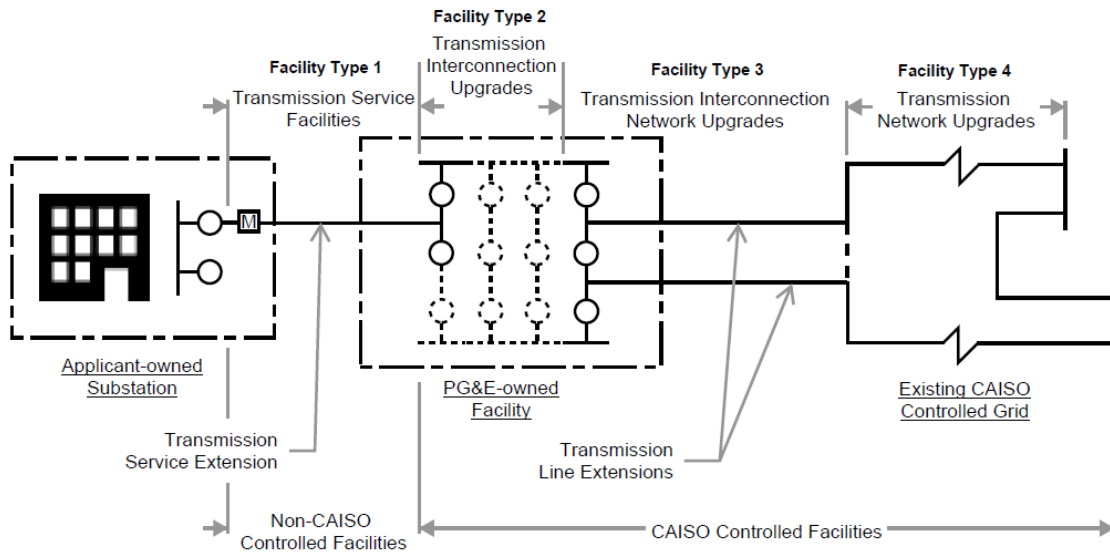 Facility Type 1
Transmission Service
Facilities
Facility Type 2
Transmission
Interconnection
Upgrades
Facility Type 3
Transmission Interconnection
Network Upgrades
Facility Type 4
Transmission
Network Upgrades
M
Applicant-owned
Substation
PG&E-owned
Facility
Existing CAISO
Controlled Grid
Transmission
Service Extension
Transmission
Line Extensions
Non-CAISO
Controlled Facilities
CAISO Controlled Facilities